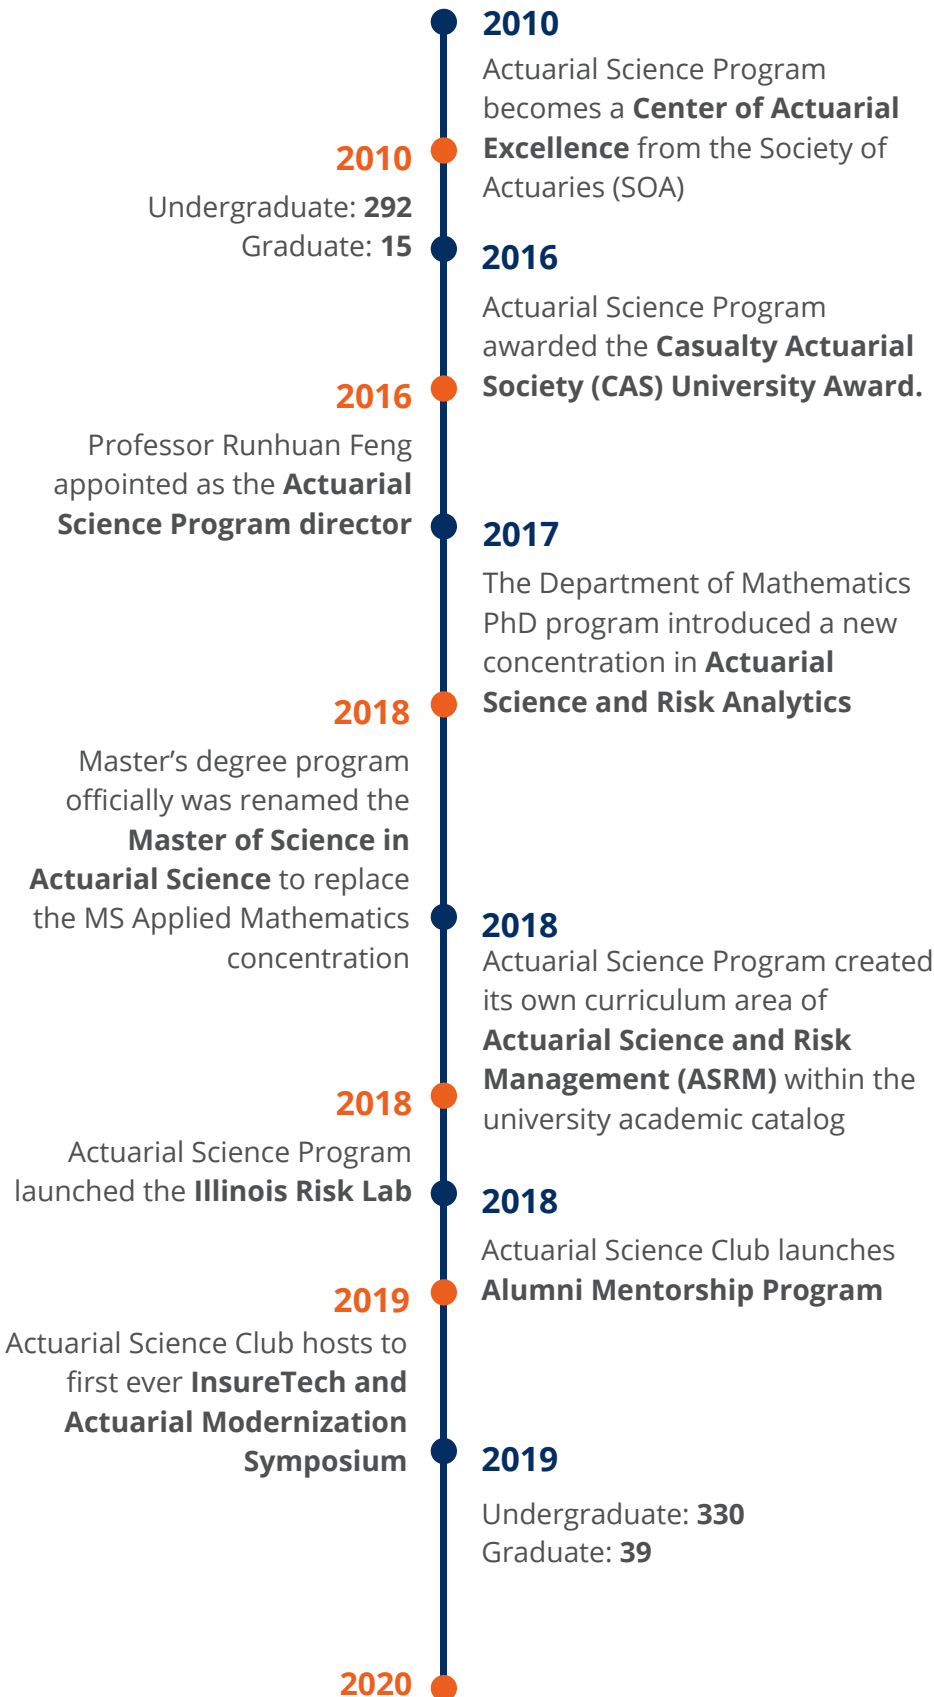 2010
Actuarial Science Program
becomes a Center of Actuarial
Excellence from the Society of
Actuaries (SOA)
2010
Undergraduate: 292
Graduate: 15
2016
Actuarial Science Program
awarded the Casualty Actuarial
Society (CAS) University Award.
2016
Professor Runhuan Feng
appointed as the Actuarial
Science Program director
2017
The Department of Mathematics
PhD program introduced a new
concentration in Actuarial
Science and Risk Analytics
2018
Master’s degree program
officially was renamed the
Master of Science in
Actuarial Science to replace
the MS Applied Mathematics
concentration
2018
Actuarial Science Program created
its own curriculum area of
Actuarial Science and Risk
Management (ASRM) within the
university academic catalog
2018
Actuarial Science Program
launched the Illinois Risk Lab
2018
Actuarial Science Club launches
Alumni Mentorship Program
2019
Actuarial Science Club hosts to
first ever InsureTech and
Actuarial Modernization
Symposium
2019
Undergraduate: 330
Graduate: 39
2020